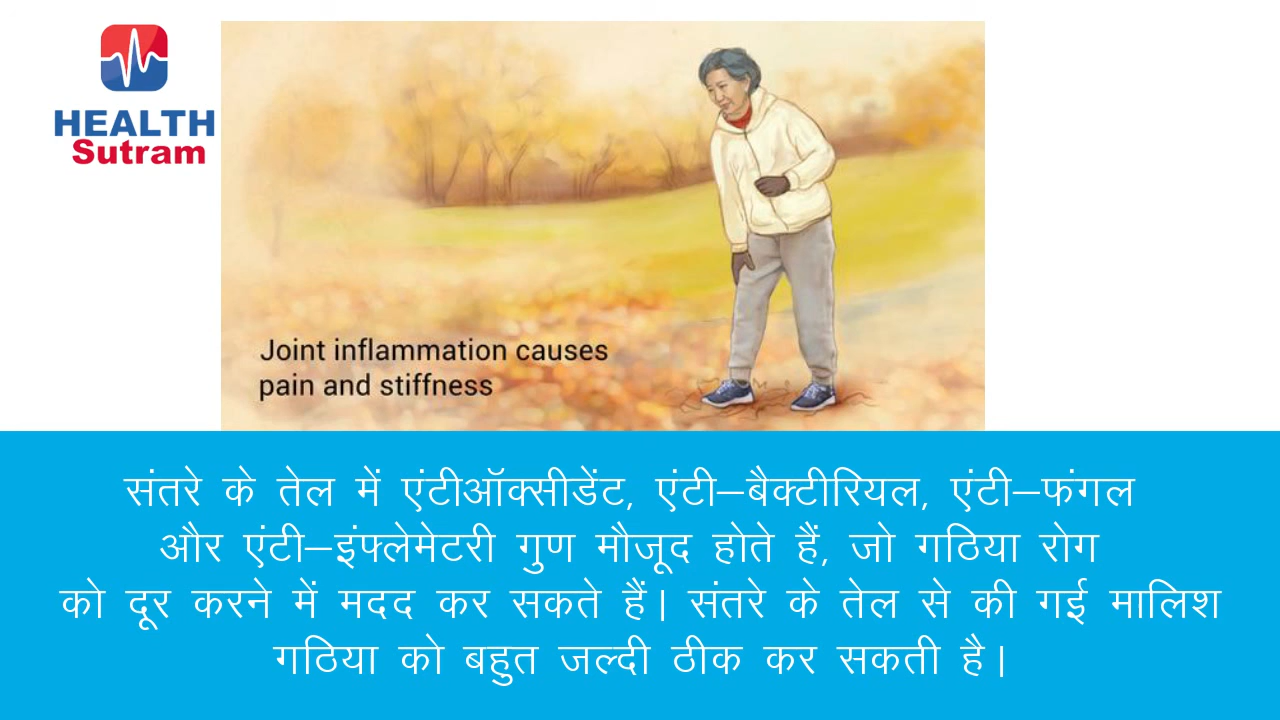 HEALTH
Sutram
Joint inflammation causes
pain and stiffness
संतरे के तेल में एंटीऑक्सीडेंट, एंटी–बैक्टीरियल, एंटी–फंगल
और एंटी–इंफ्लेमेटरी गुण मौजूद होते हैं, जो गठिया रोग
को दूर करने में मदद कर सकते हैं। संतरे के तेल से की गई मालिश
गठिया को बहुत जल्दी ठीक कर सकती है।